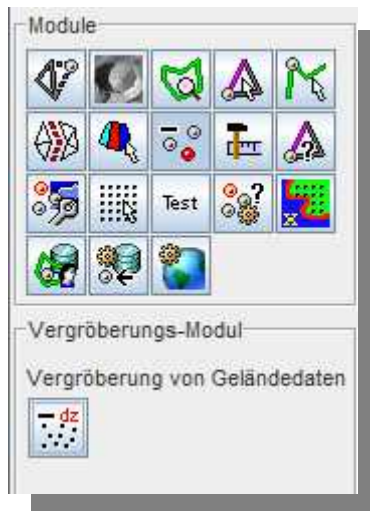 Module
Test
Vergröberungs-Modul
Vergröberung von Geländedaten
dz